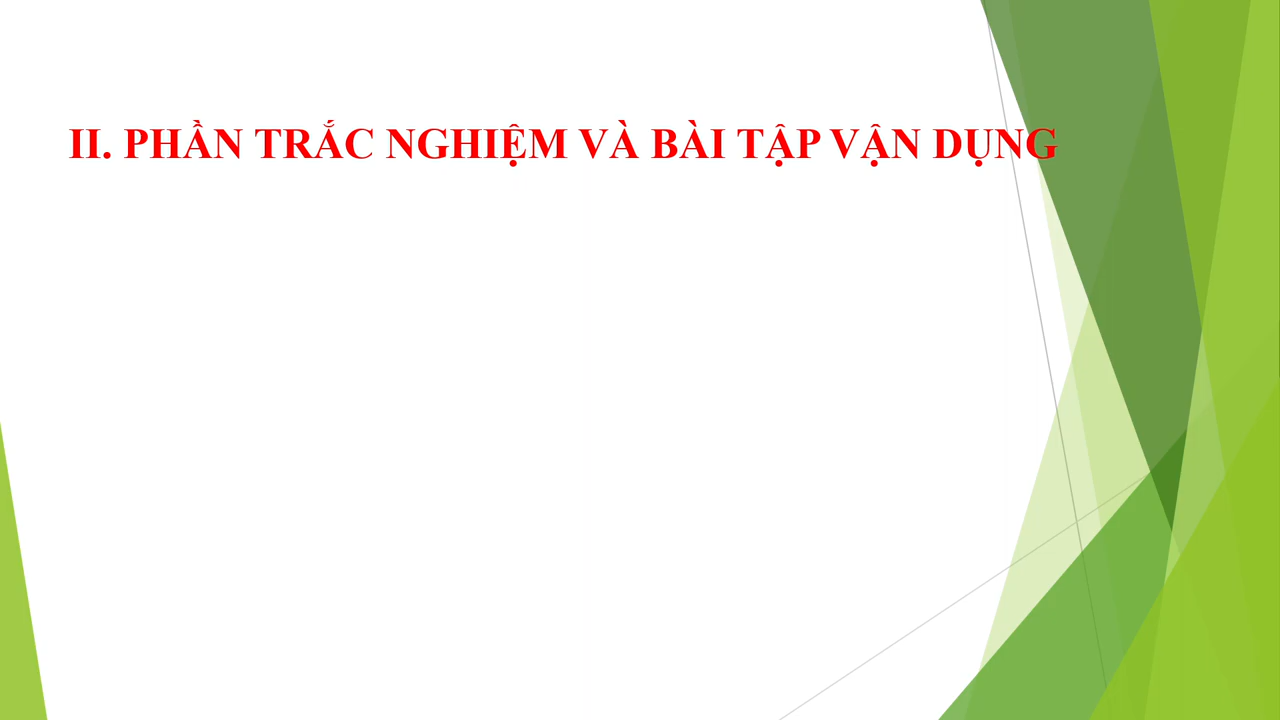 II. PHẦN TRẮC NGHIỆM VÀ BÀI TẬP VẬN DỤNG